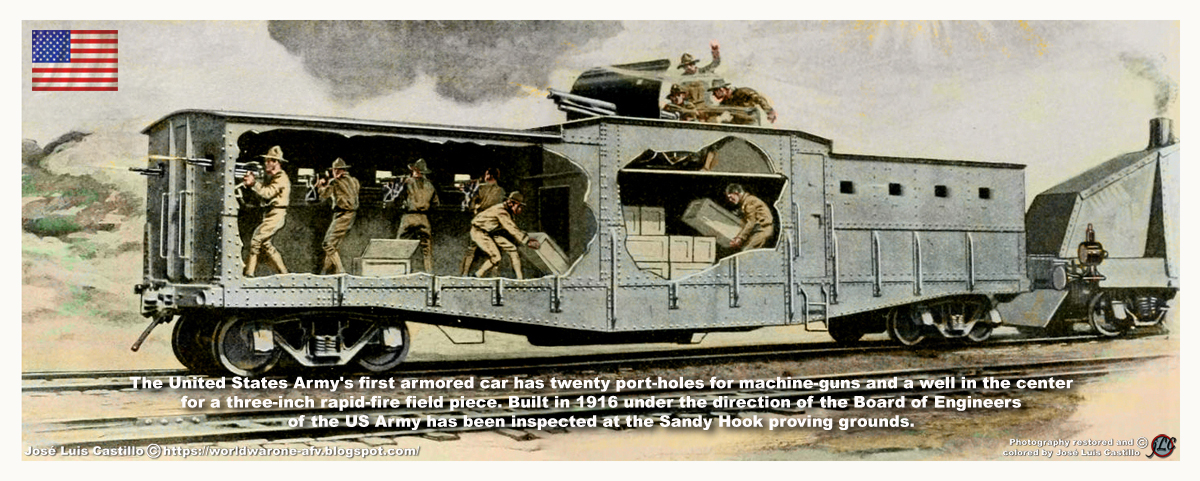 The United States Army's first armored car has twenty port-holes for machine-guns and a well in the center
for a three-inch rapid-fire field piece. Built in 1916 under the direction of the Board of Engineers
of the US Army has been inspected at the Sandy Hook proving grounds.
José Luis Castillo ©https://worldwarone-afv.blogspot.com/
Photography restored and ©
colored by José Luis Castillo
JLS